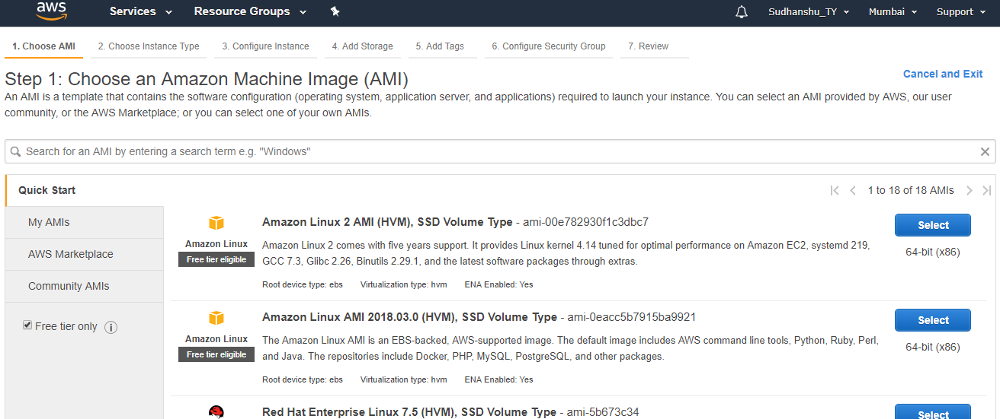 aws Services Resource Groups Sudhanshu_TY Mumbai Support
1. Choose AMI 2. Choose Instance Type 3. Configure Instance 4. Add Storage 5. Add Tags 6. Configure Security Group 7. Review
Step 1: Choose an Amazon Machine Image (AMI)
Cancel and Exit
An AMI is a template that contains the software configuration (operating system, application server, and applications) required to launch your instance. You can select an AMI provided by AWS, our user
community, or the AWS Marketplace; or you can select one of your own AMIs.
Search for an AMI by entering a search term e.g. "Windows"
Quick Start
My AMIs
AWS Marketplace
Community AMIs
Free tier only
1 to 18 of 18 AMIs
Amazon Linux
Free tier eligible
Amazon Linux 2 AMI (HVM), SSD Volume Type - ami-00e782930f1c3dbc7
Amazon Linux 2 comes with five years support. It provides Linux kernel 4.14 tuned for optimal performance on Amazon EC2, systemd 219,
GCC 7.3, Glibc 2.26, Binutils 2.29.1, and the latest software packages through extras.
Root device type: ebs Virtualization type: hvm ENA Enabled: Yes
Select
64-bit (x86)
Amazon Linux
Free tier eligible
Amazon Linux AMI 2018.03.0 (HVM), SSD Volume Type - ami-0eacc5b7915ba9921
The Amazon Linux AMI is an EBS-backed, AWS-supported image. The default image includes AWS command line tools, Python, Ruby, Perl,
and Java. The repositories include Docker, PHP, MySQL, PostgreSQL, and other packages.
Root device type: ebs Virtualization type: hvm ENA Enabled: Yes
Select
64-bit (x86)
Red Hat Enterprise Linux 7.5 (HVM), SSD Volume Type - ami-5b673c34
Select